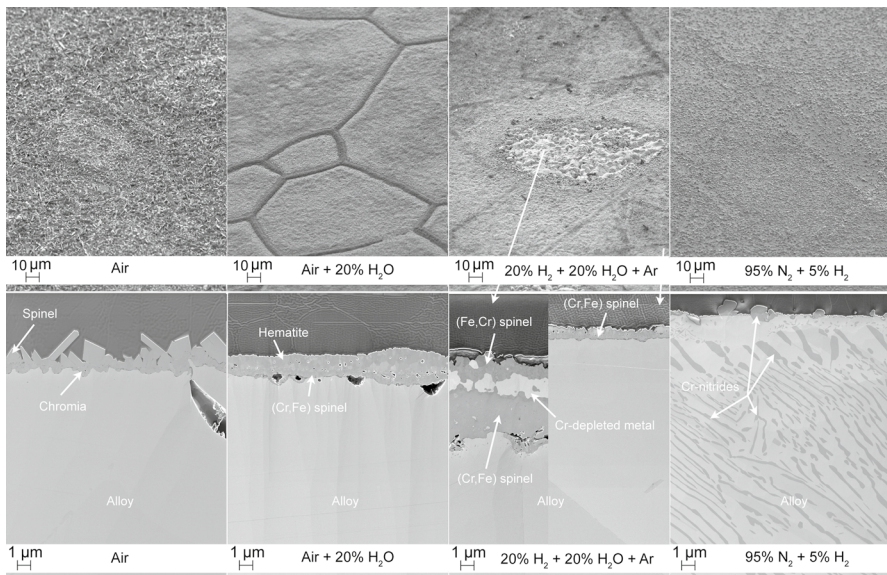 10 µm
Air
10 µm
Air + 20% H₂O
10 µm
20% H₂ + 20% H₂O + Ar
10 µm
95% N₂ + 5% H₂
Spinel
Chromia
Alloy
Hematite
(Cr,Fe) spinel
Alloy
(Fe,Cr) spinel
(Cr,Fe) spinel
Cr-depleted metal
(Cr,Fe) spinel
Alloy
Cr-nitrides
Alloy
1 µm
Air
1 µm
Air + 20% H₂O
1 µm
20% H₂ + 20% H₂O + Ar
1 µm
95% N₂ + 5% H₂